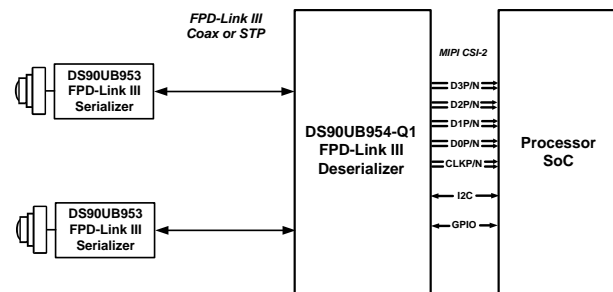 FPD-Link III
Coax or STP
DS90UB953
FPD-Link III
Serializer
DS90UB953
FPD-Link III
Serializer
DS90UB954-Q1
FPD-Link III
Deserializer
MIPI CSI-2
D3P/N
D2P/N
D1P/N
D0P/N
CLKP/N
I2C
GPIO
Processor
SoC